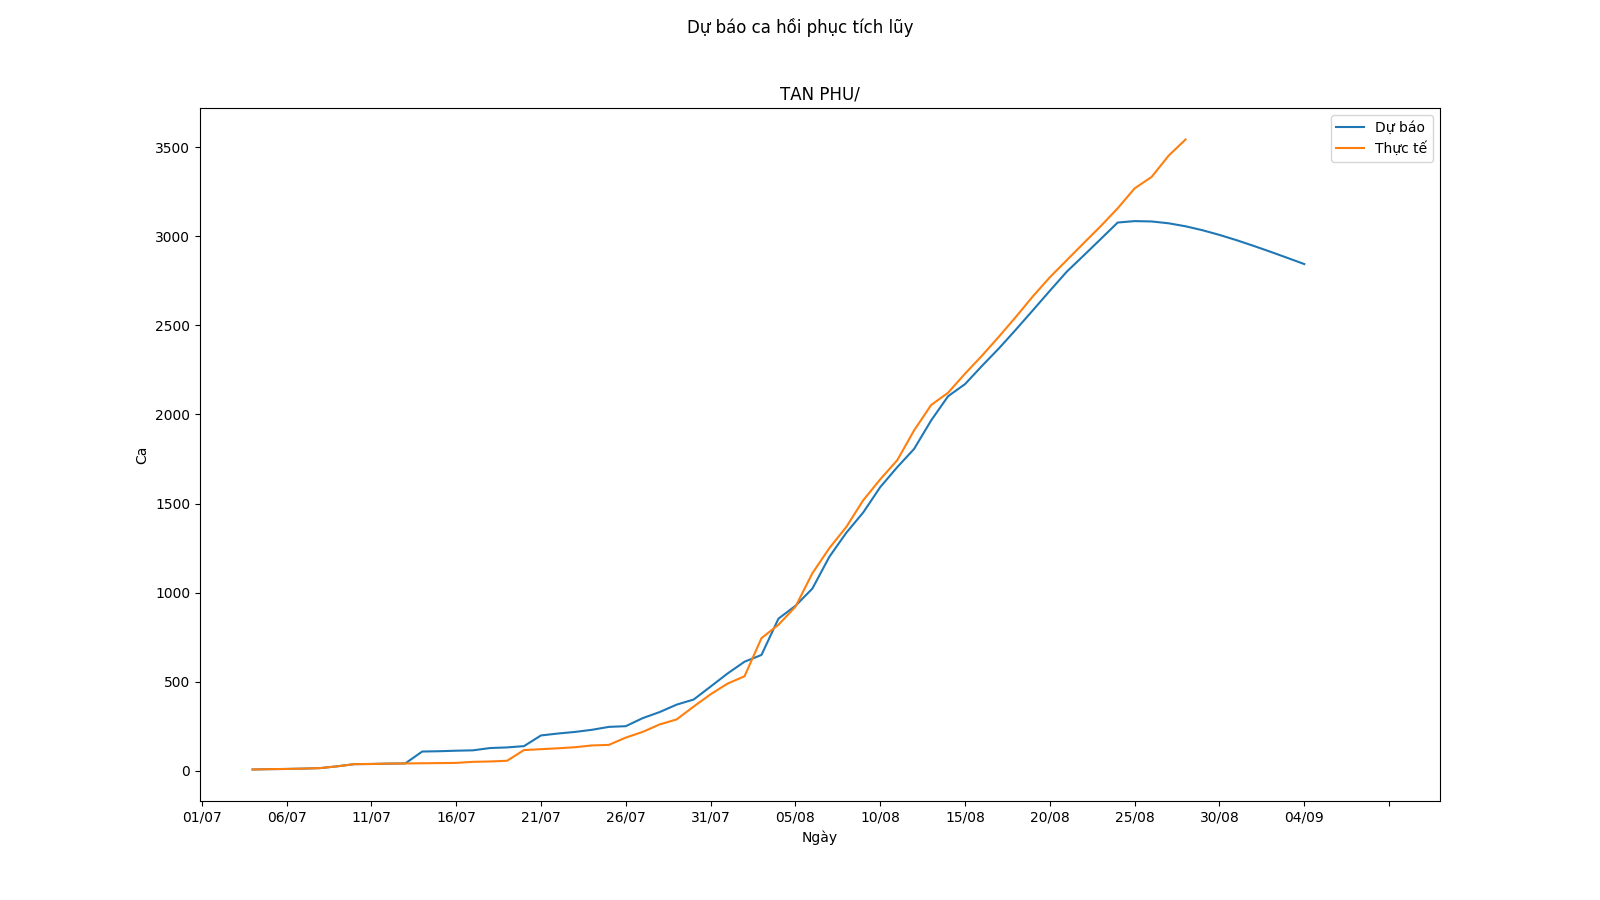 Dự báo ca hồi phục tích lũy
TAN PHU/
Dự báo
Thực tế
3500
3000
2500
2000
1500
1000
500
0
Ca
01/07 06/07 11/07 16/07 21/07 26/07 31/07 05/08 10/08 15/08 20/08 25/08 30/08 04/09
Ngày